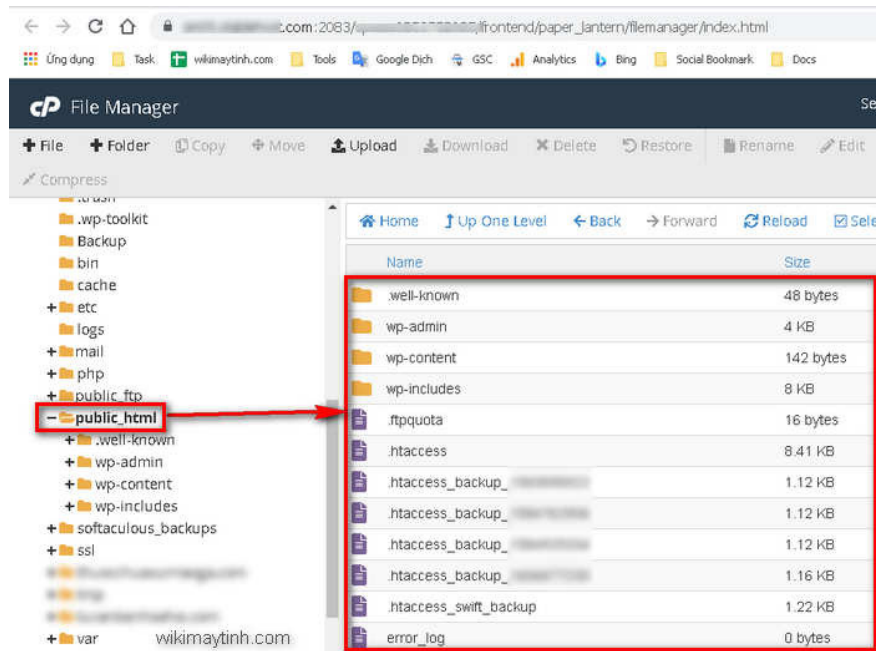 .com:2083/ /frontend/paper_lantern/filemanager/index.html
Ứng dụng Task wikimaytinh.com Tools Google Dịch GSC Analytics Bing Social Bookmark Docs
cP File Manager Se
File Folder Copy Move Upload Download Delete Restore Rename Edit
Compress
.trash
.wp-toolkit
Backup
bin
cache
etc
logs
mail
php
public_ftp
public_html
.well-known
wp-admin
wp-content
wp-includes
softaculous_backups
ssl
var
Home Up One Level Back Forward Reload Sele
Name Size
.well-known 48 bytes
wp-admin 4 KB
wp-content 142 bytes
wp-includes 8 KB
.ftpquota 16 bytes
.htaccess 8.41 KB
.htaccess_backup_ 1.12 KB
.htaccess_backup_ 1.12 KB
.htaccess_backup_ 1.12 KB
.htaccess_backup_ 1.16 KB
.htaccess_swift_backup 1.22 KB
error_log 0 bytes
wikimaytinh.com